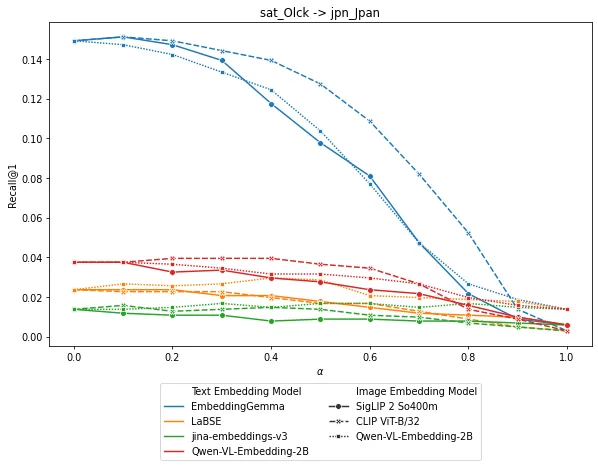 sat_Olck -> jpn_Jpan
Recall@1
0.14
0.12
0.10
0.08
0.06
0.04
0.02
0.00
0.0 0.2 0.4 0.6 0.8 1.0
α
Text Embedding Model
EmbeddingGemma
LaBSE
jina-embeddings-v3
Qwen-VL-Embedding-2B
Image Embedding Model
SigLIP 2 So400m
CLIP ViT-B/32
Qwen-VL-Embedding-2B